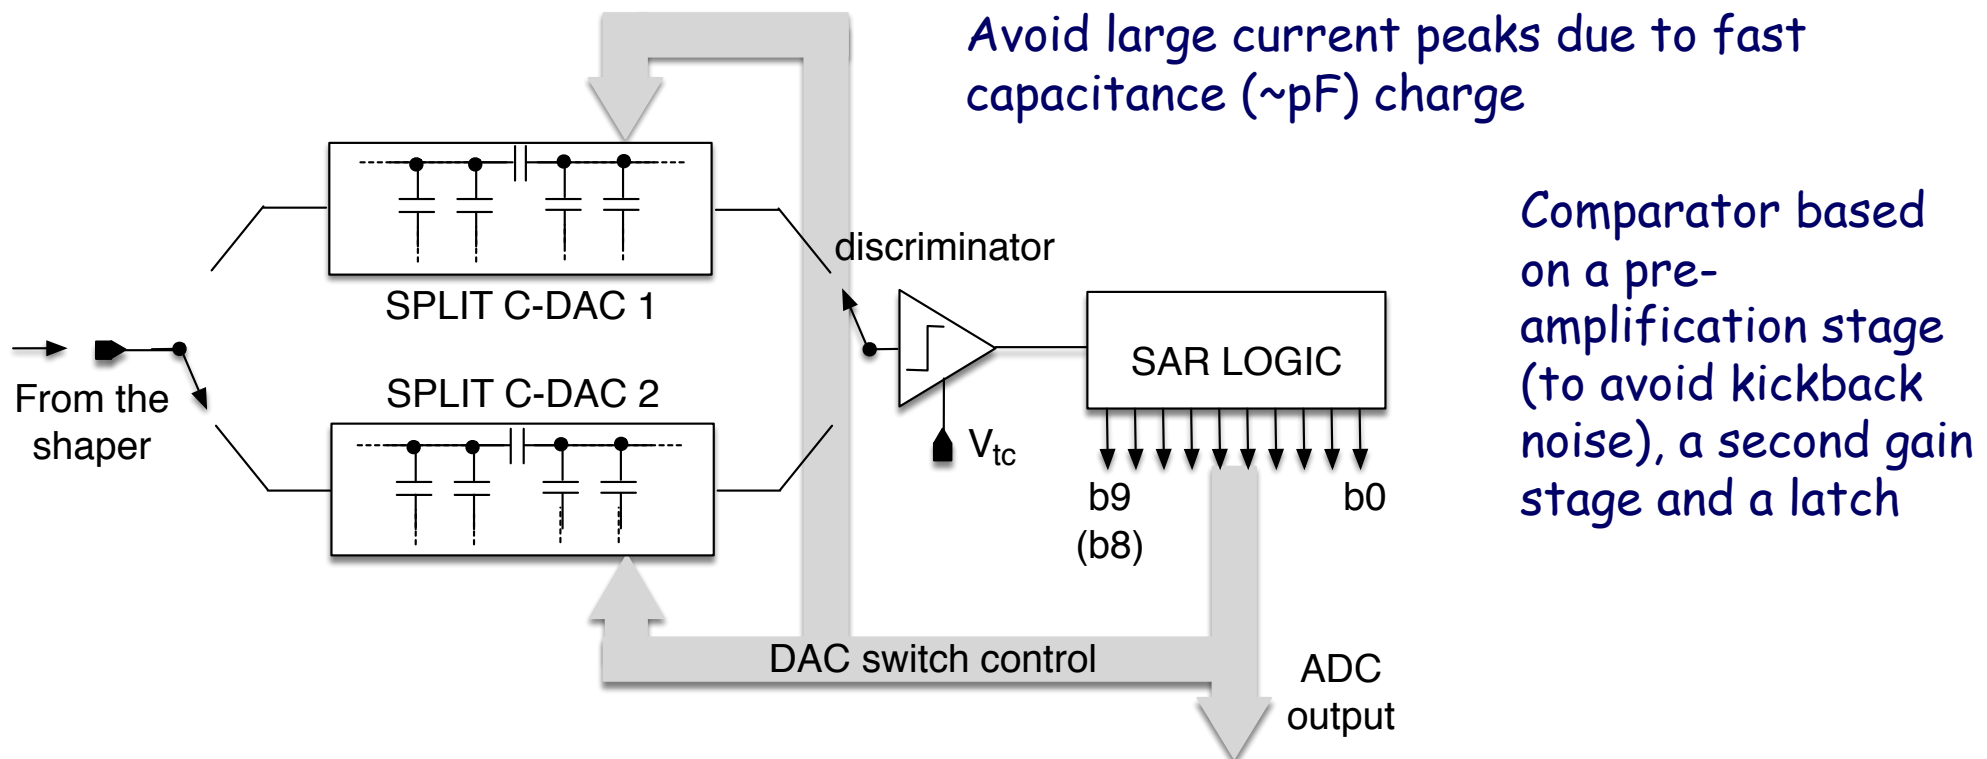 Avoid large current peaks due to fast
capacitance (~pF) charge
discriminator
SPLIT C-DAC 1
From the
shaper
SPLIT C-DAC 2
SAR LOGIC
Vtc
b9
(b8)
b0
Comparator based
on a pre-
amplification stage
(to avoid kickback
noise), a second gain
stage and a latch
DAC switch control
ADC
output